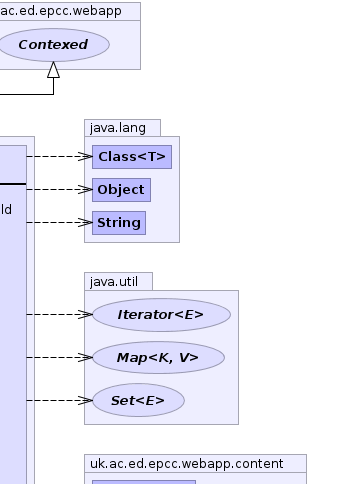 ac.ed.epcc.webapp
Contexed
java.lang
Class<T>
Object
ld
String
java.util
Iterator<E>
Map<K, V>
Set<E>
uk.ac.ed.epcc.webapp.content